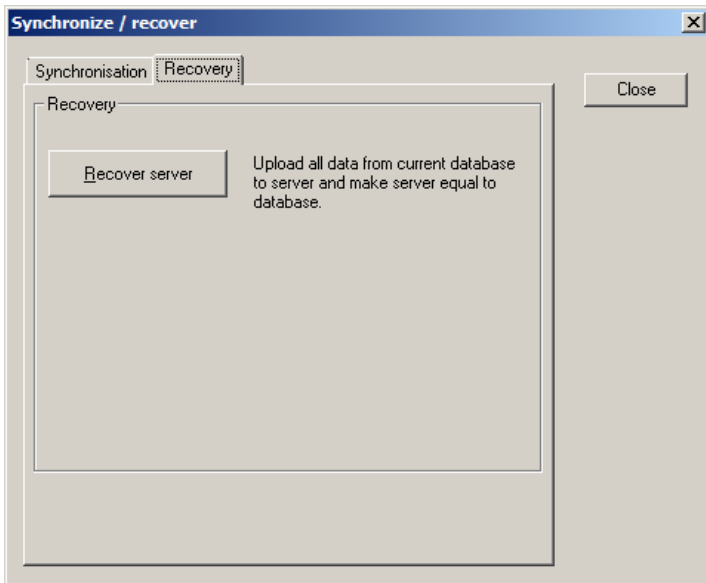 Synchronize / recover
Synchronisation
Recovery
Close
Recovery
Recover server
Upload all data from current database
to server and make server equal to
database.